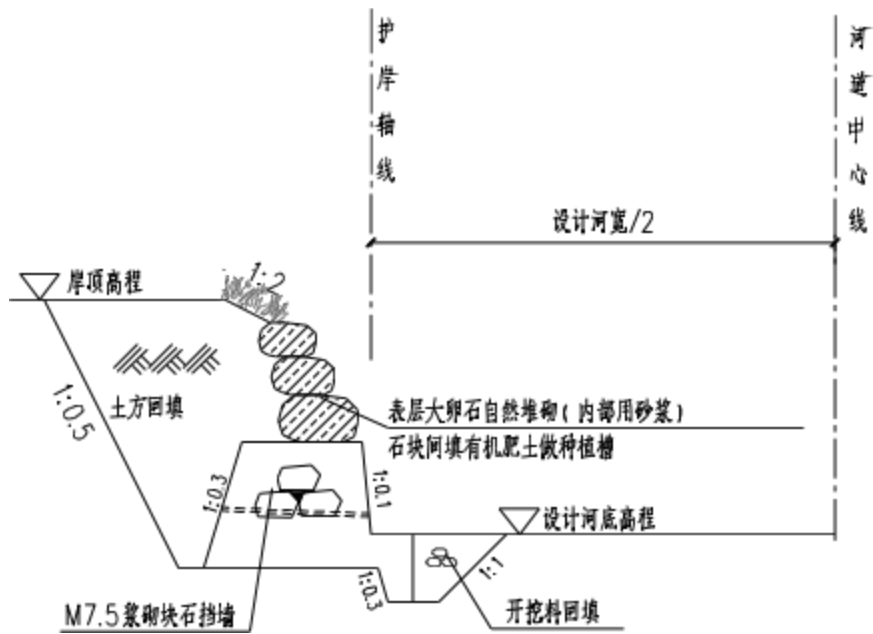 护岸轴线
河道中心线
设计河宽/2
1:2
岸顶高程
1:0.5
土方回填
表层大卵石自然堆砌(内部用砂浆)
石块间填有机肥土做种植槽
1:0.3
1:0.1
设计河底高程
1:0.3
1:1
M7.5浆砌块石挡墙
开挖料回填